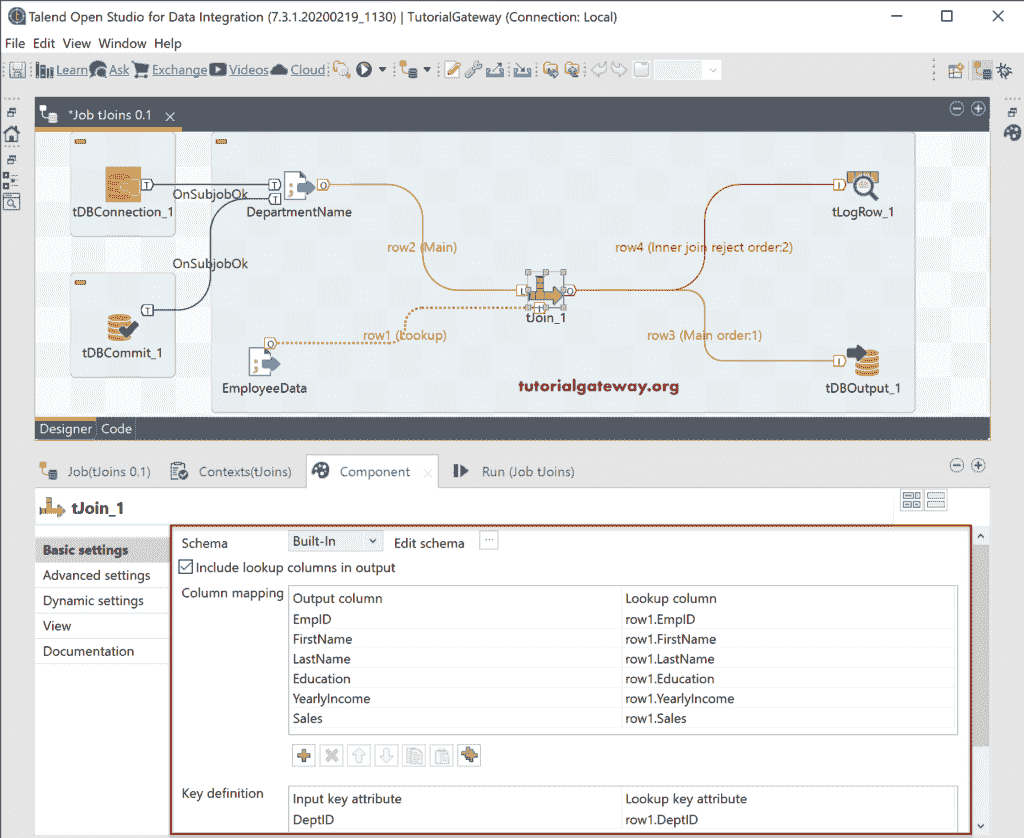 Talend Open Studio for Data Integration (7.3.1.20200219_1130) | TutorialGateway (Connection: Local)
File Edit View Window Help
Learn Ask Exchange Videos Cloud
*Job tJoins 0.1
OnSubjobOk
tDBConnection_1
DepartmentName
tLogRow_1
row2 (Main)
row4 (Inner join reject order:2)
OnSubjobOk
tJoin_1
row1 (Lookup)
row3 (Main order:1)
tDBCommit_1
EmployeeData
tutorialgateway.org
tDBOutput_1
Designer Code
Job(tJoins 0.1) Contexts(tJoins) Component Run (Job tJoins)
tJoin_1
Basic settings
Advanced settings
Dynamic settings
View
Documentation
Schema Built-In Edit schema ...
Include lookup columns in output
Column mapping
Output column Lookup column
EmpID row1.EmpID
FirstName row1.FirstName
LastName row1.LastName
Education row1.Education
YearlyIncome row1.YearlyIncome
Sales row1.Sales
Key definition
Input key attribute Lookup key attribute
DeptID row1.DeptID